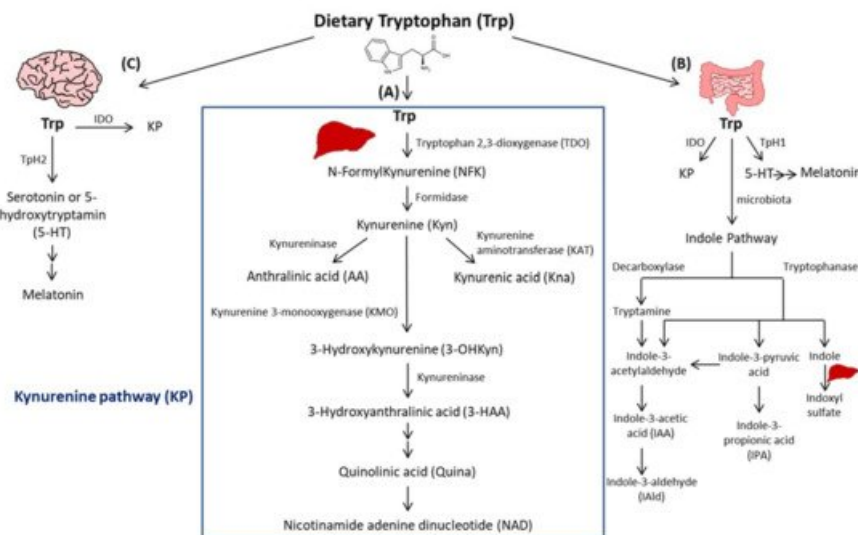 Dietary Tryptophan (Trp)
(C)
(A)
(B)
Trp
IDO
KP
TpH2
Serotonin or 5-
hydroxytryptamin
(5-HT)
Melatonin
Kynurenine pathway (KP)
O
OH
NH
NH₂
Trp
Tryptophan 2,3-dioxygenase (TDO)
N-FormylKynurenine (NFK)
Formidase
Kynurenine (Kyn)
Kynureninase
Kynurenine
aminotransferase (KAT)
Anthralinic acid (AA)
Kynurenic acid (Kna)
Kynurenine 3-monooxygenase (KMO)
3-Hydroxykynurenine (3-OHKyn)
Kynureninase
3-Hydroxyanthralinic acid (3-HAA)
Quinolinic acid (Quina)
Nicotinamide adenine dinucleotide (NAD)
Trp
IDO
TpH1
KP
5-HT
Melatonin
microbiota
Indole Pathway
Decarboxylase
Tryptophanase
Tryptamine
Indole-3-
acetylaldehyde
Indole-3-pyruvic
acid
Indole
Indoxyl
sulfate
Indole-3-acetic
acid (IAA)
Indole-3-
propionic acid
(IPA)
Indole-3-aldehyde
(IAld)